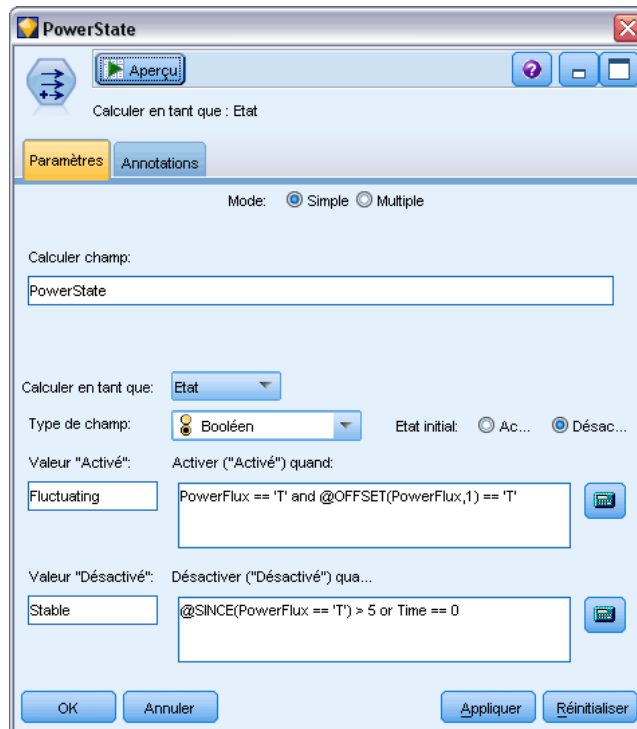 PowerState
Aperçu
Calculer en tant que : Etat
Paramètres Annotations
Mode: Simple Multiple
Calculer champ:
PowerState
Calculer en tant que: Etat
Type de champ: Booléen Etat initial: Ac... Désac...
Valeur "Activé": Activer ("Activé") quand:
Fluctuating PowerFlux == 'T' and @OFFSET(PowerFlux,1) == 'T'
Valeur "Désactivé": Désactiver ("Désactivé") qua...
Stable @SINCE(PowerFlux == 'T') > 5 or Time == 0
OK Annuler Appliquer Réinitialiser